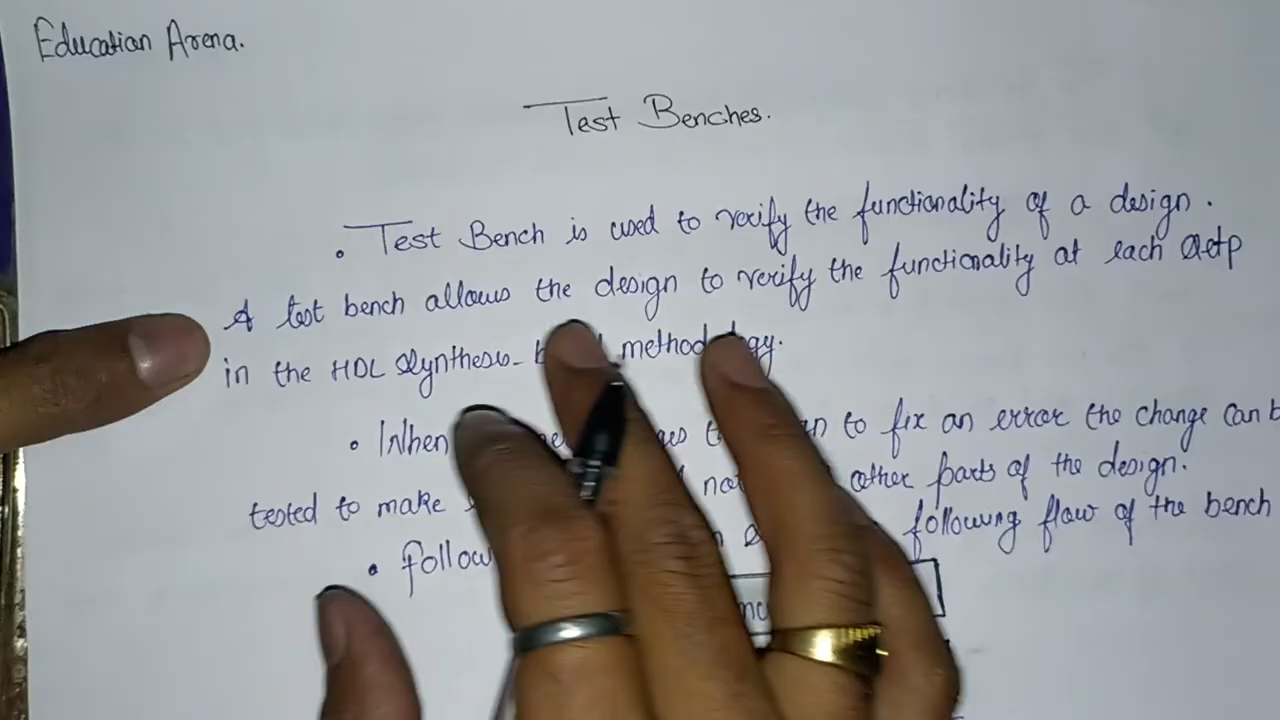 Education Arena.
Test Benches.
• Test Bench is used to verify the functionality of a design.
A test bench allows the design to verify the functionality at each
in the HDL Synthesis- methodology.
• When to fix an error the change can b
tested to make other parts of the design.
• follow following flow of the bench